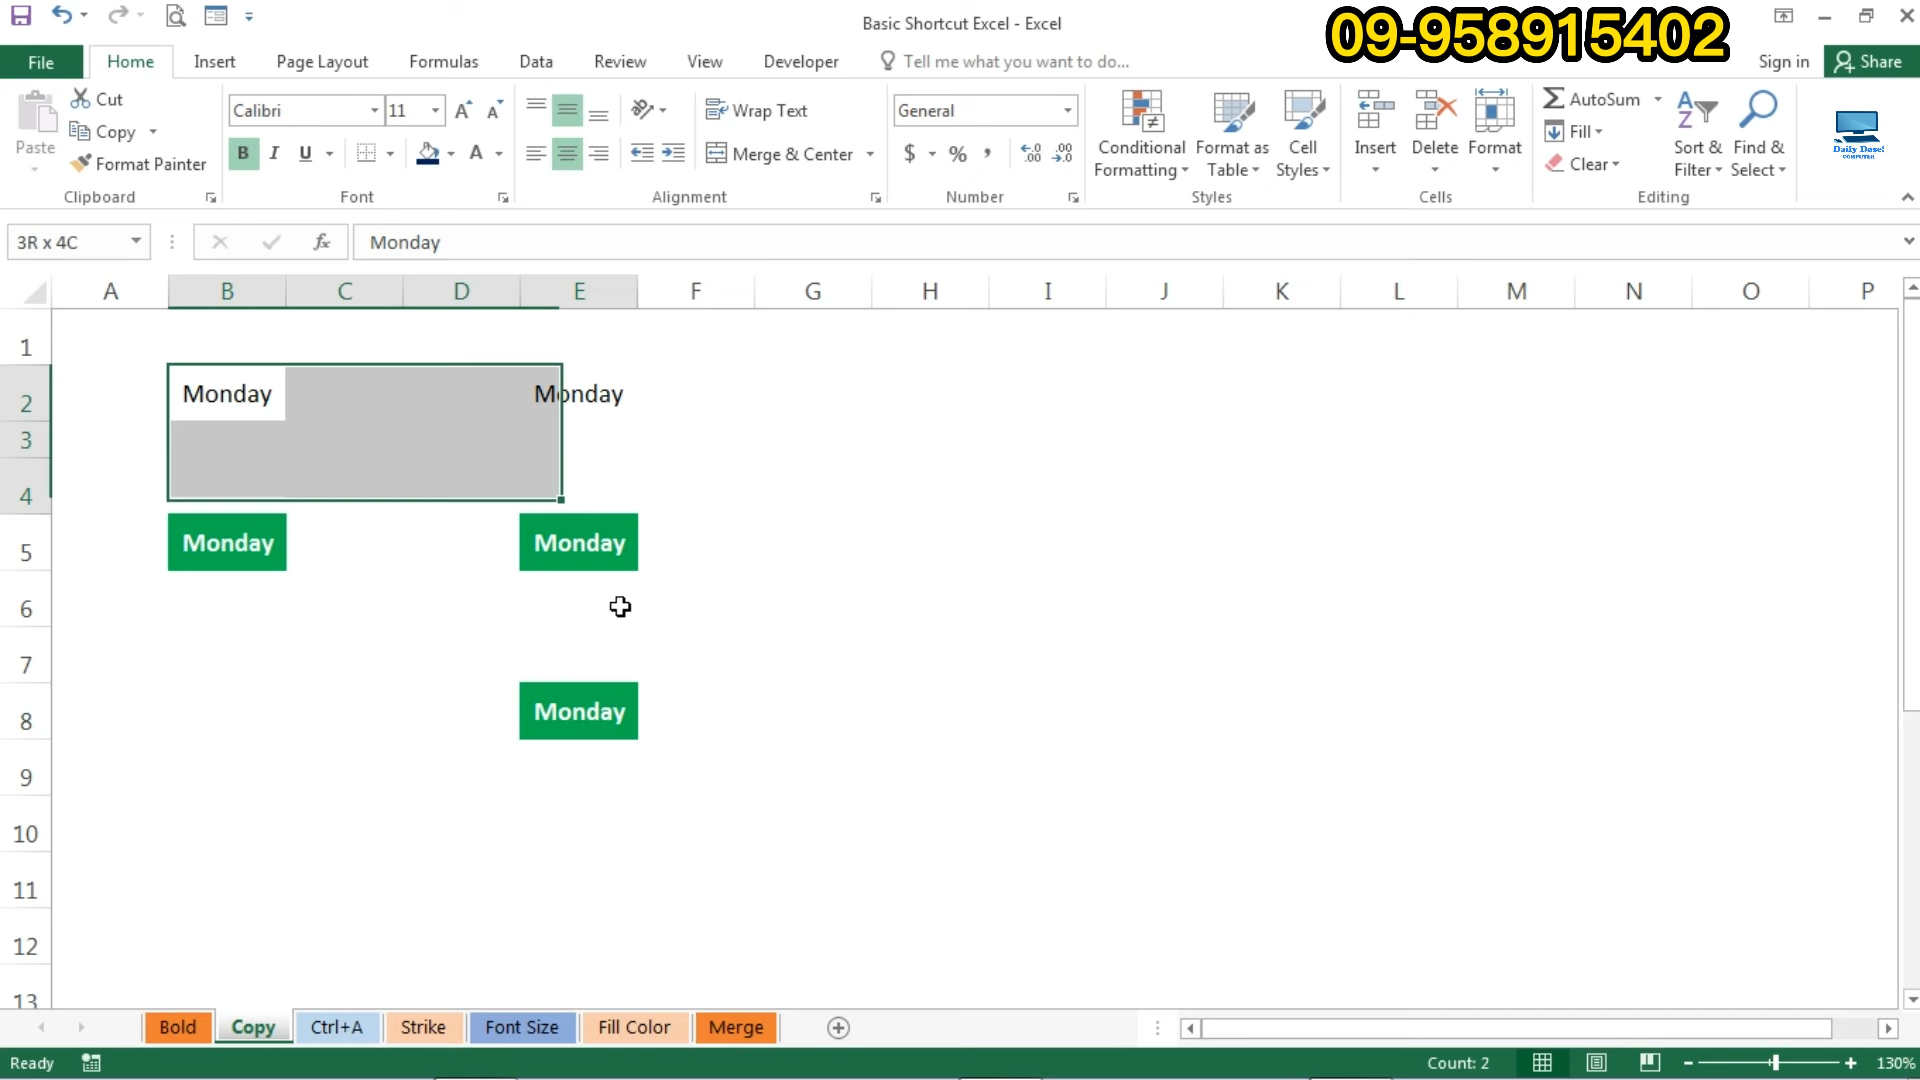 Basic Shortcut Excel - Excel
09-958915402
File Home Insert Page Layout Formulas Data Review View Developer Tell me what you want to do... Sign in Share
Paste
Cut
Copy
Format Painter
Clipboard
Calibri 11
B I U A
Font
Wrap Text
Merge & Center
Alignment
General
$ % ,
Number
Conditional Formatting
Format as Table
Cell Styles
Styles
Insert
Delete
Format
Cells
AutoSum
Fill
Clear
Sort & Filter
Find & Select
Editing
Daily Dose!
COMPUTER
3R x 4C fx Monday
A B C D E F G H I J K L M N O P
1
2 Monday Monday
3
4
5 Monday Monday
6
7
8 Monday
9
10
11
12
13
Bold Copy Ctrl+A Strike Font Size Fill Color Merge
Ready Count: 2 130%